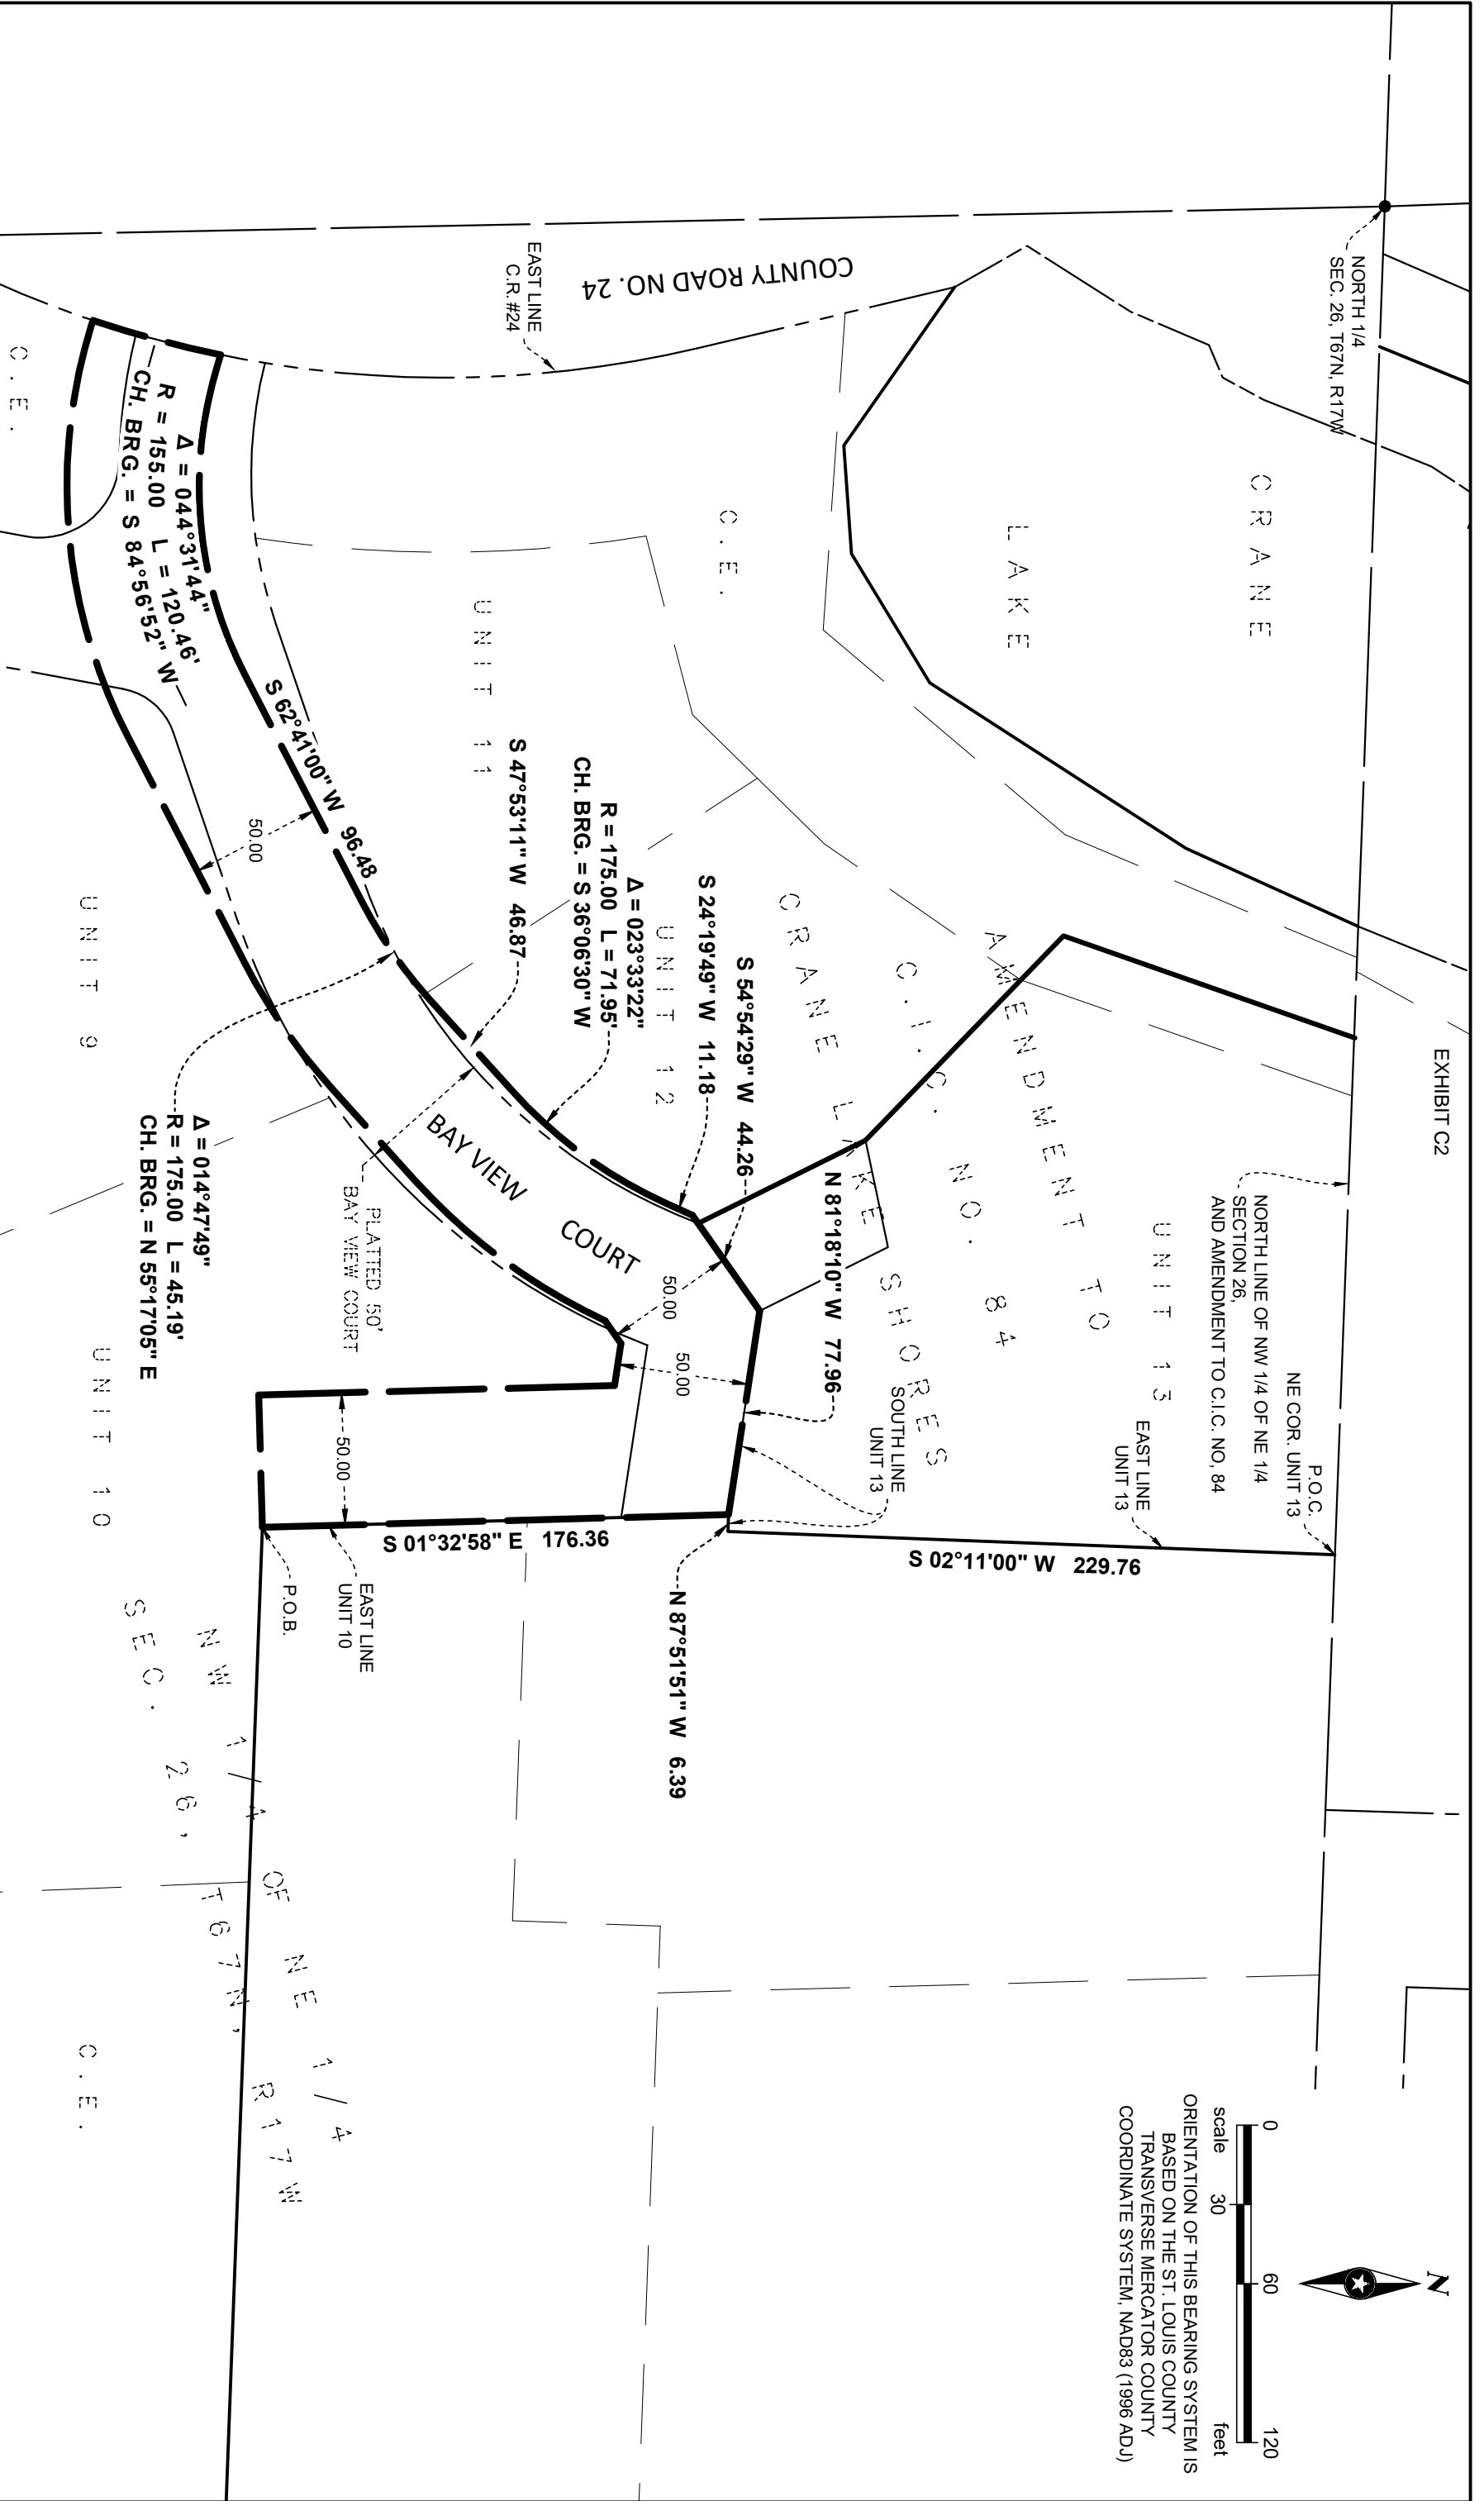 EXHIBIT C2
NORTH 1/4
SEC. 26, T67N, R17W
CRANE
LAKE
COUNTY ROAD NO. 24
EAST LINE
C.R. #24
C.E.
C.E.
C.E.
P.O.C.
NE COR. UNIT 13
NORTH LINE OF NW 1/4 OF NE 1/4
SECTION 26,
AND AMENDMENT TO C.I.C. NO, 84
UNIT 13
EAST LINE
UNIT 13
SOUTH LINE
UNIT 13
AMENDMENT TO
C.I.C. NO. 84
CRANE LAKE SHORES
S 02°11'00" W 229.76
N 87°51'51" W 6.39
N 81°18'10" W 77.96
S 54°54'29" W 44.26
S 24°19'49" W 11.18
UNIT 12
Δ = 023°33'22"
R = 175.00 L = 71.95'
CH. BRG. = S 36°06'30" W
S 47°53'11" W 46.87
UNIT 11
S 62°41'00" W 96.48
Δ = 044°31'44"
R = 155.00 L = 120.46'
CH. BRG. = S 84°56'52" W
50.00
50.00
50.00
50.00
BAY VIEW
COURT
PLATTED 50'
BAY VIEW COURT
Δ = 014°47'49"
R = 175.00 L = 45.19'
CH. BRG. = N 55°17'05" E
UNIT 9
UNIT 10
S 01°32'58" E 176.36
EAST LINE
UNIT 10
P.O.B.
NW 1/4 OF NE 1/4
SEC. 26, T67N, R17W
N
0 30 60 120
scale feet
ORIENTATION OF THIS BEARING SYSTEM IS
BASED ON THE ST. LOUIS COUNTY
TRANSVERSE MERCATOR COUNTY
COORDINATE SYSTEM, NAD83 (1996 ADJ)